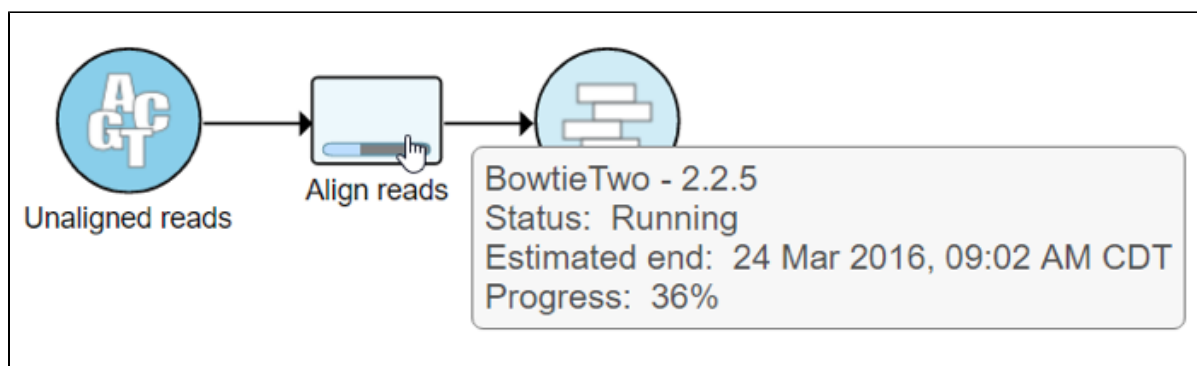 A C G T
Unaligned reads
Align reads
BowtieTwo - 2.2.5
Status:  Running
Estimated end:  24 Mar 2016, 09:02 AM CDT
Progress:  36%